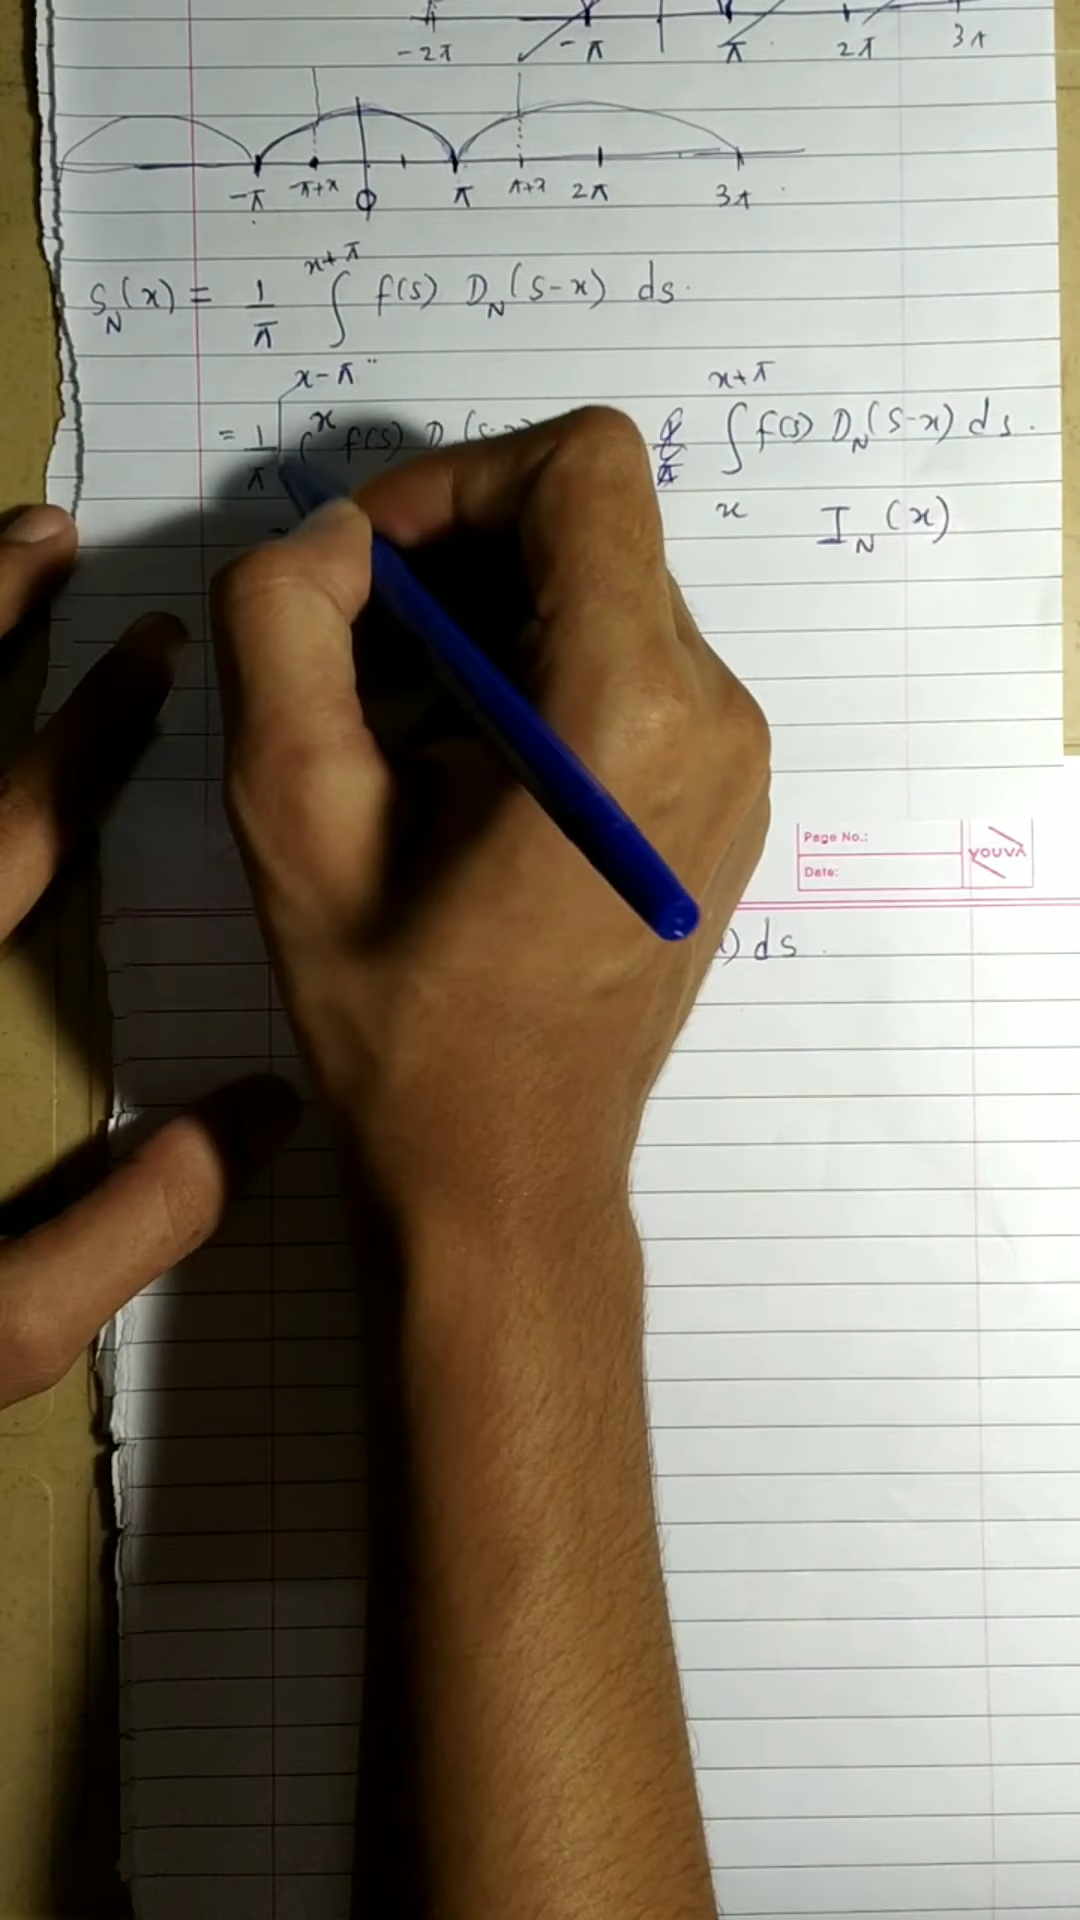 -2π -π π 2π 3π
-π -π+x 0 π π+x 2π 3π
S_N(x) = 1/π ∫_{x-π}^{x+π} f(s) D_N(s-x) ds.
= 1/π ∫^{x} f(s) D ∫_{x}^{x+π} f(s) D_N(s-x) ds.
I_N(x)
Page No.:
Date:
YOUVA
) ds.